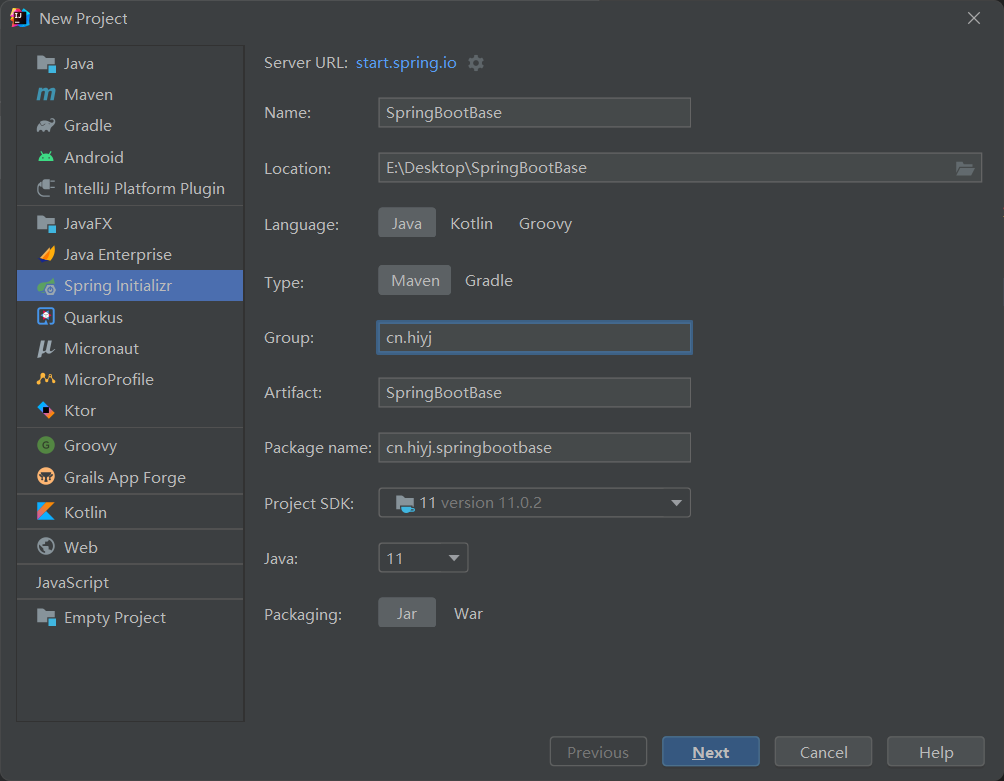 New Project
Java
Maven
Gradle
Android
IntelliJ Platform Plugin
JavaFX
Java Enterprise
Spring Initializr
Quarkus
Micronaut
MicroProfile
Ktor
Groovy
Grails App Forge
Kotlin
Web
JavaScript
Empty Project
Server URL: start.spring.io
Name: SpringBootBase
Location: E:\Desktop\SpringBootBase
Language: Java Kotlin Groovy
Type: Maven Gradle
Group: cn.hiyj
Artifact: SpringBootBase
Package name: cn.hiyj.springbootbase
Project SDK: 11 version 11.0.2
Java: 11
Packaging: Jar War
Previous Next Cancel Help